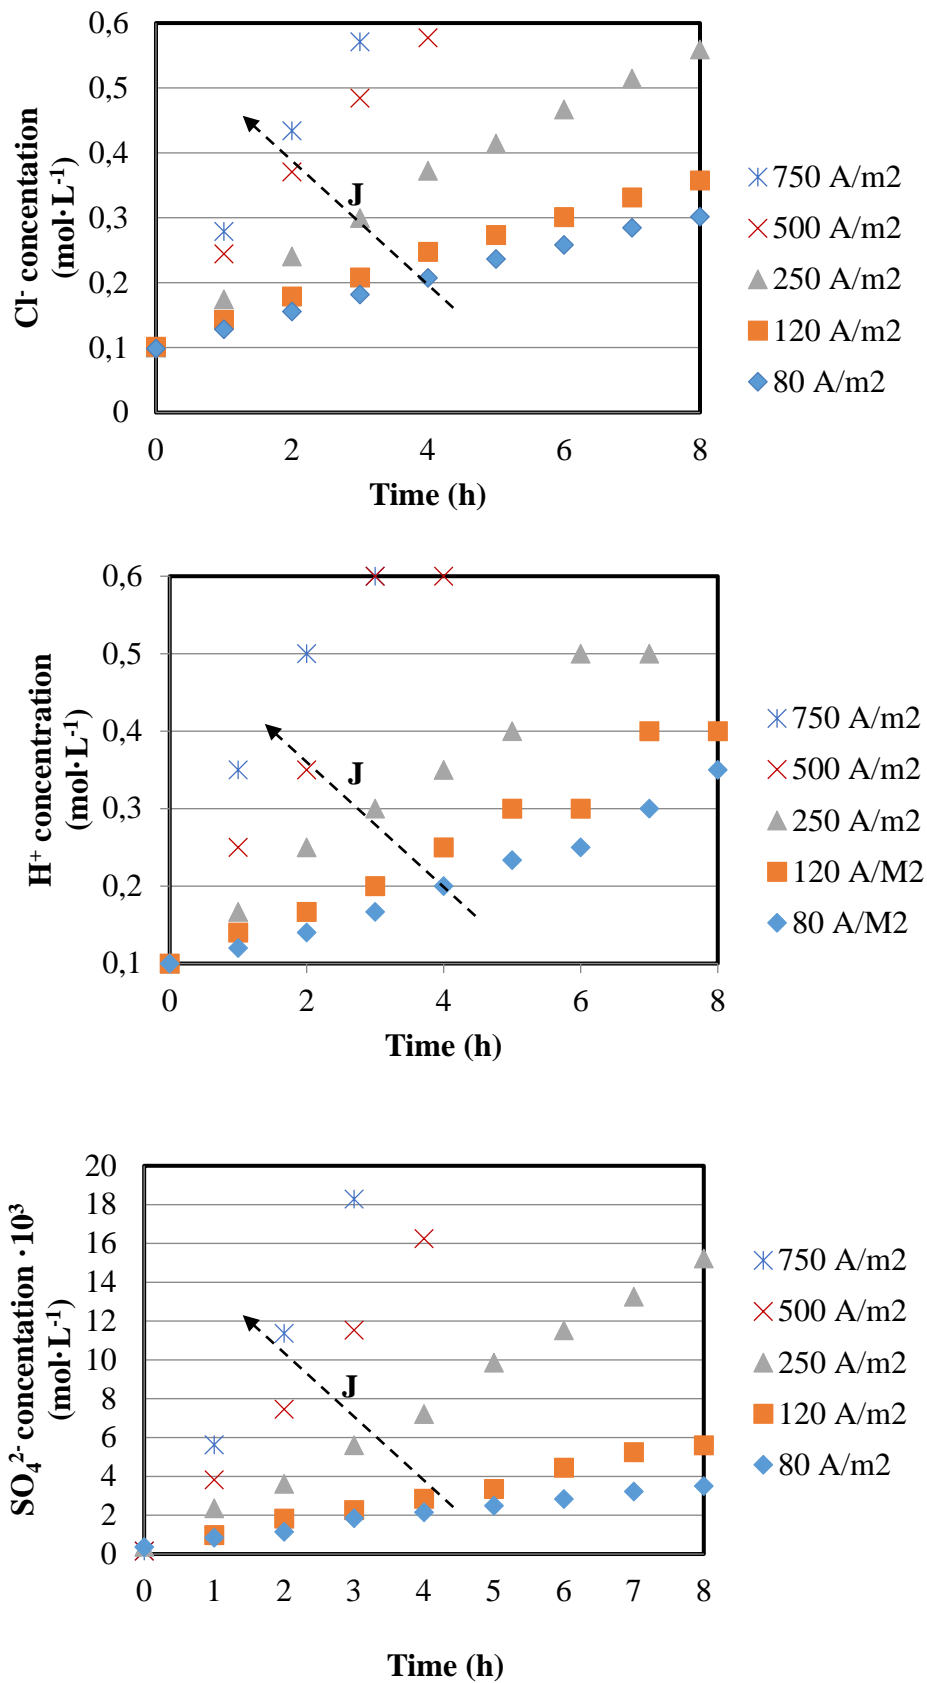 0,6
0,5
0,4
0,3
0,2
0,1
0
Cl⁻ concentation
(mol·L⁻¹)
J
0 2 4 6 8
Time (h)
750 A/m2
500 A/m2
250 A/m2
120 A/m2
80 A/m2
0,6
0,5
0,4
0,3
0,2
0,1
H⁺ concentration
(mol·L⁻¹)
J
0 2 4 6 8
Time (h)
750 A/m2
500 A/m2
250 A/m2
120 A/M2
80 A/M2
20
18
16
14
12
10
8
6
4
2
0
SO₄²⁻ concentation ·10³
(mol·L⁻¹)
J
0 1 2 3 4 5 6 7 8
Time (h)
750 A/m2
500 A/m2
250 A/m2
120 A/m2
80 A/m2